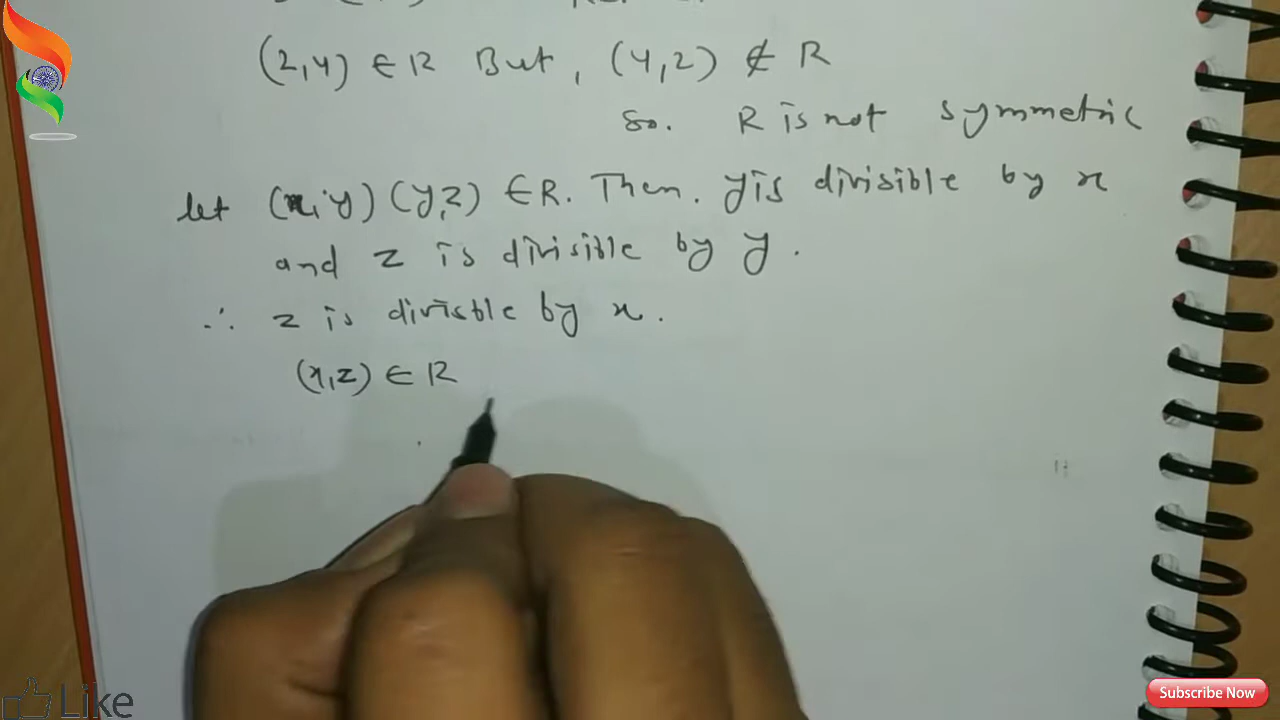 (2,4) ∈ R But, (4,2) ∉ R
So. R is not symmetric
let (x,y) (y,z) ∈ R. Then. y is divisible by x
and z is divisible by y.
∴ z is divisble by x.
(x,z) ∈ R
Like
Subscribe Now